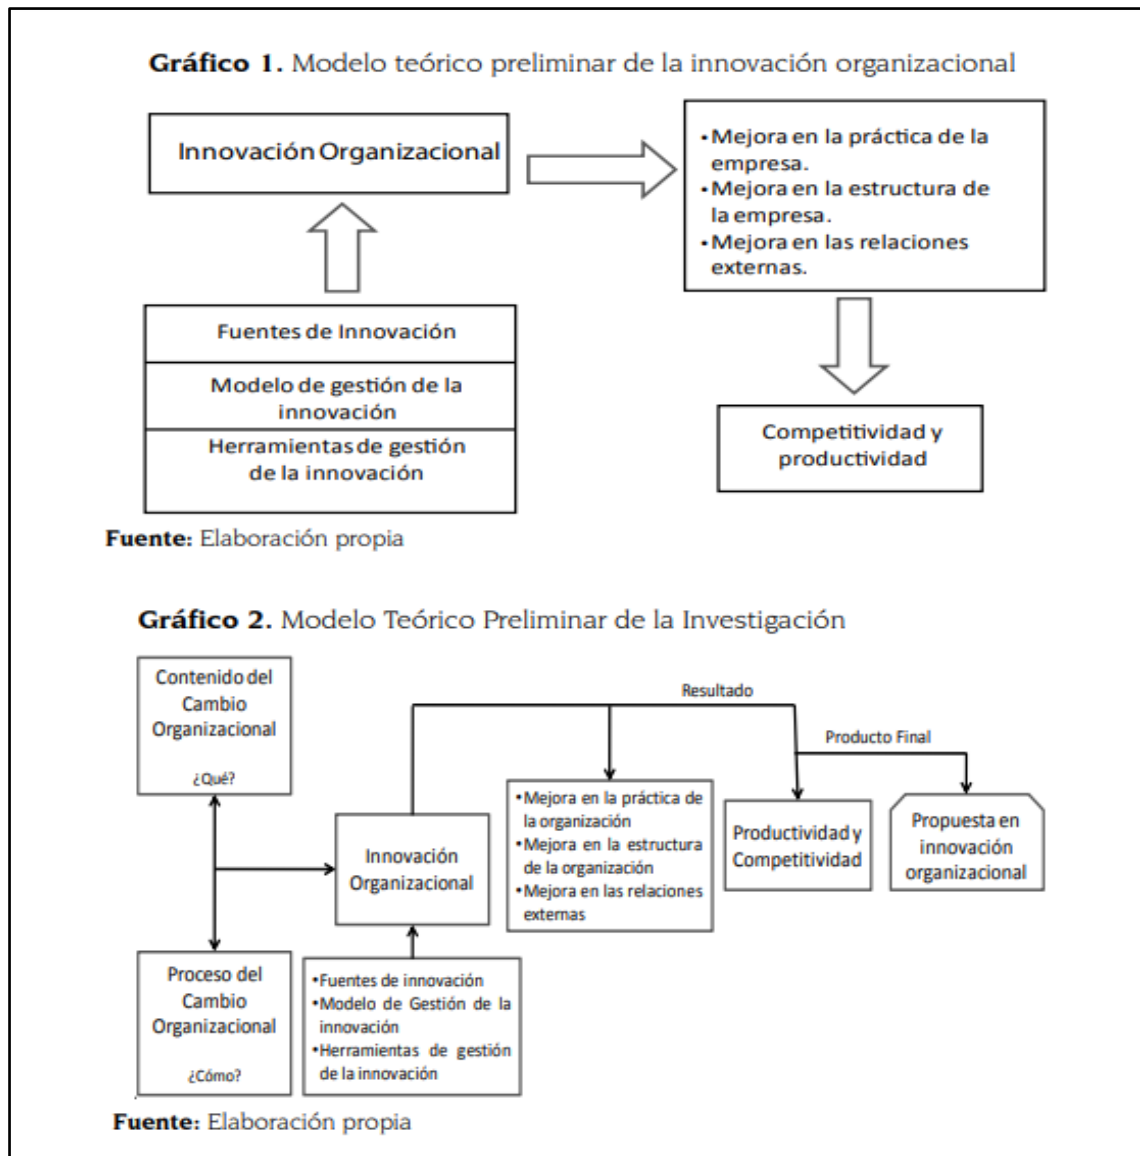 Gráfico 1. Modelo teórico preliminar de la innovación organizacional
Innovación Organizacional
•Mejora en la práctica de la
empresa.
•Mejora en la estructura de
la empresa.
•Mejora en las relaciones
externas.
Fuentes de Innovación
Modelo de gestión de la
innovación
Herramientas de gestión
de la innovación
Competitividad y
productividad
Fuente: Elaboración propia
Gráfico 2. Modelo Teórico Preliminar de la Investigación
Contenido del
Cambio
Organizacional
¿Qué?
Resultado
Producto Final
Innovación
Organizacional
•Mejora en la práctica de
la organización
•Mejora en la estructura
de la organización
•Mejora en las relaciones
externas
Productividad y
Competitividad
Propuesta en
innovación
organizacional
Proceso del
Cambio
Organizacional
¿Cómo?
•Fuentes de innovación
•Modelo de Gestión de la
innovación
•Herramientas de gestión
de la innovación
Fuente: Elaboración propia